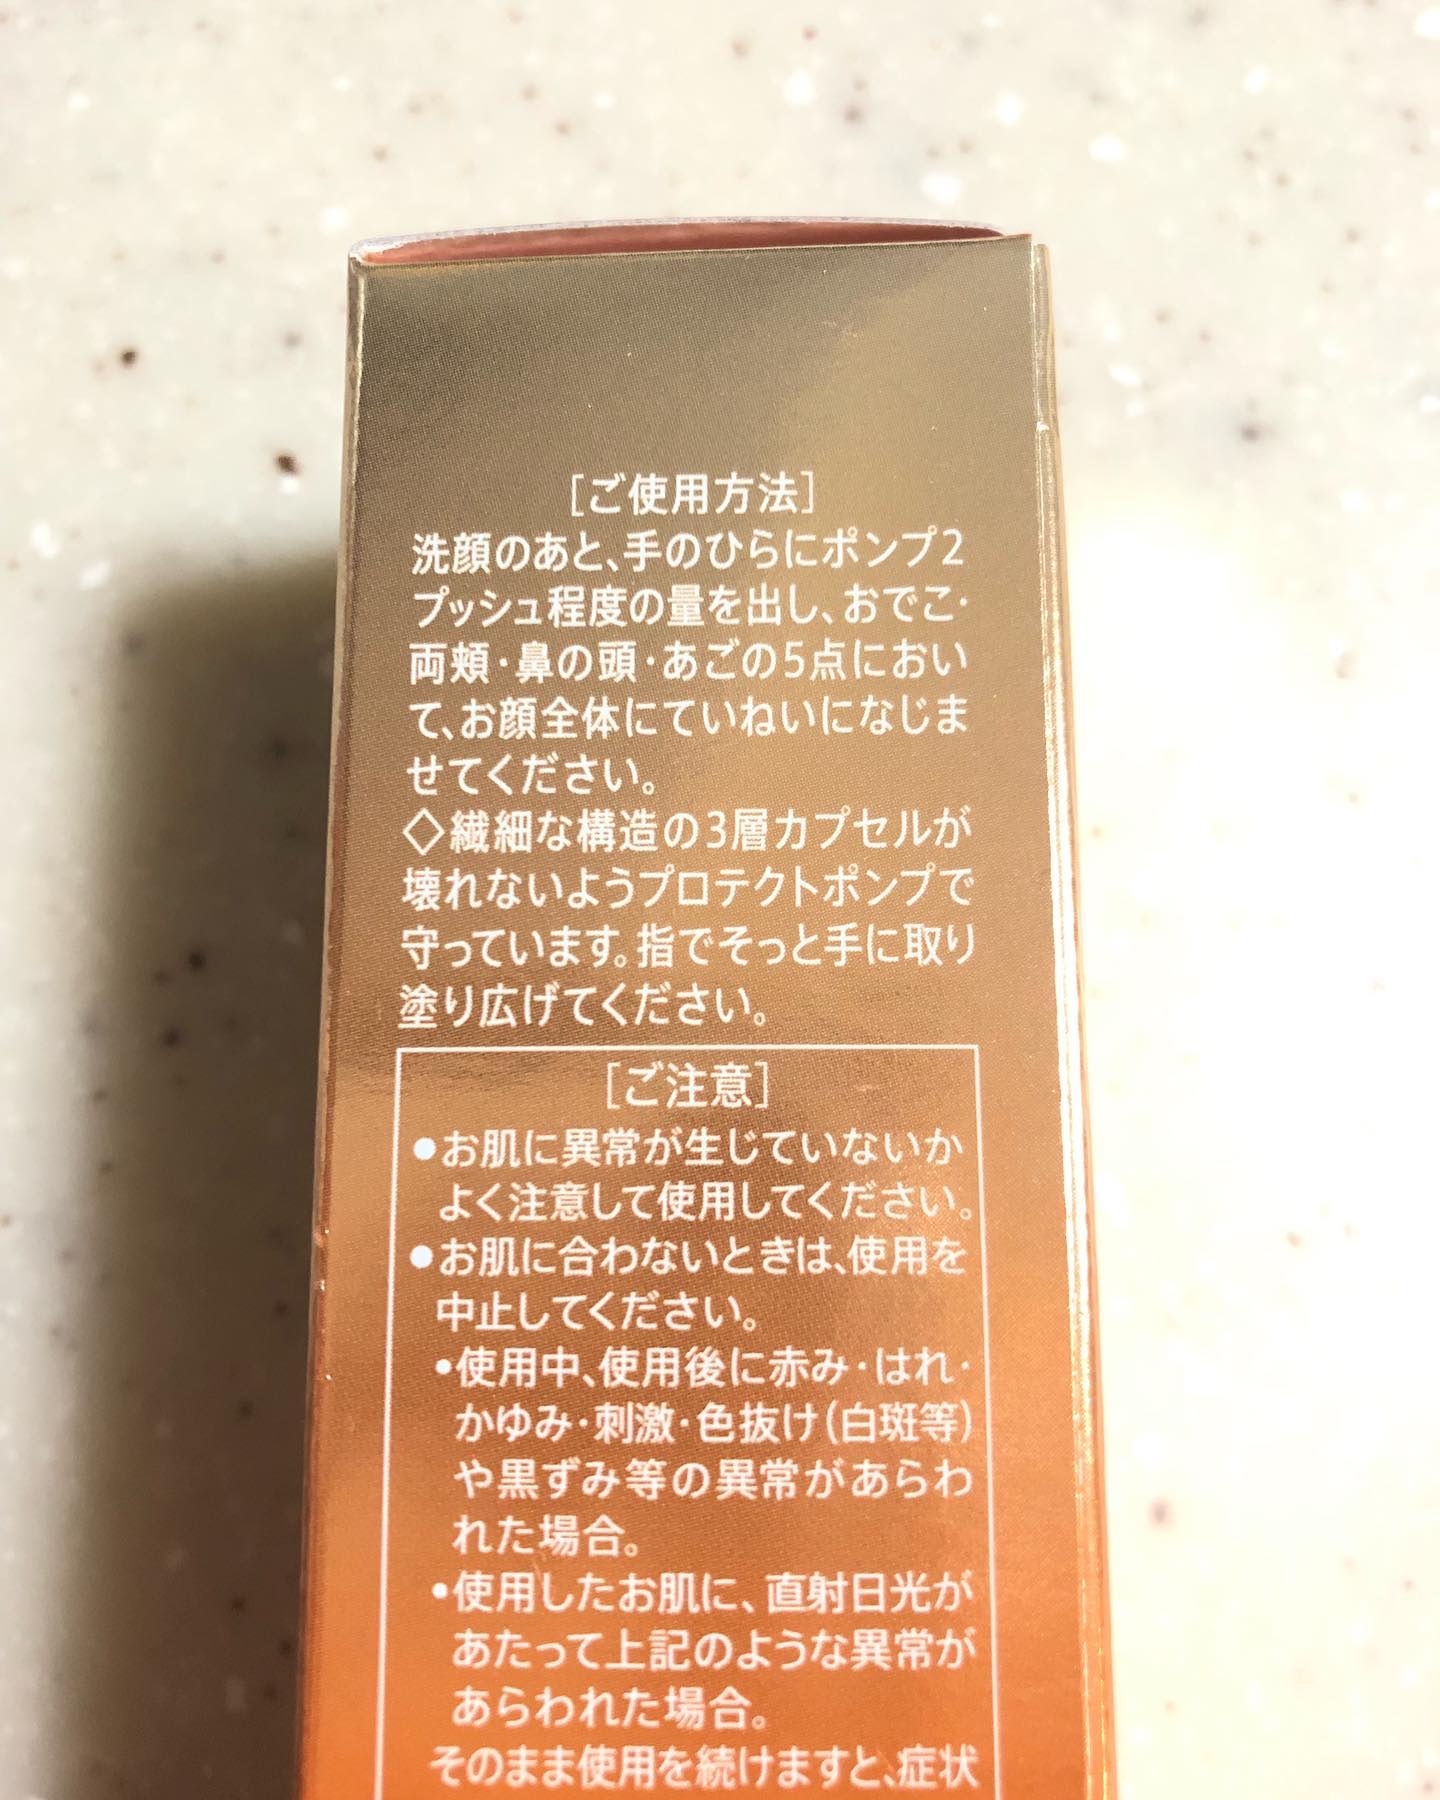 ［ご使用方法］
洗顔のあと、手のひらにポンプ2
プッシュ程度の量を出し、おでこ・
両頬・鼻の頭・あごの5点におい
て、お顔全体にていねいになじま
せてください。
◇繊細な構造の3層カプセルが
壊れないようプロテクトポンプで
守っています。指でそっと手に取り
塗り広げてください。
［ご注意］
●お肌に異常が生じていないか
よく注意して使用してください。
●お肌に合わないときは、使用を
中止してください。
•使用中、使用後に赤み・はれ・
かゆみ・刺激・色抜け(白斑等)
や黒ずみ等の異常があらわ
れた場合。
•使用したお肌に、直射日光が
あたって上記のような異常が
あらわれた場合。
そのまま使用を続けますと、症状